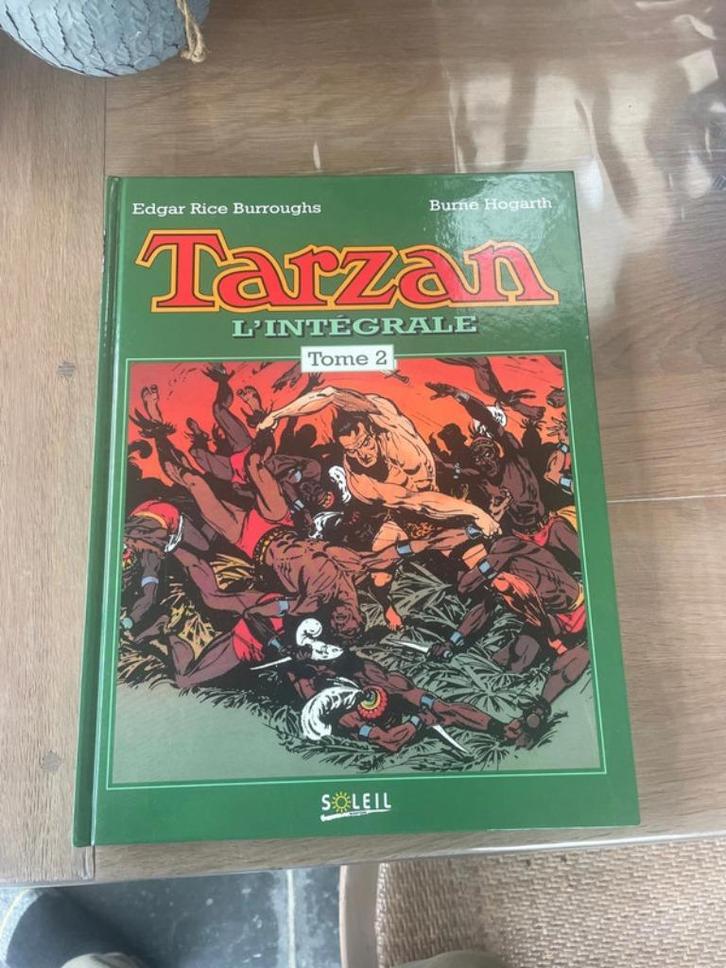 Edgar Rice Burroughs
Burne Hogarth
Tarzan
L'INTÉGRALE
Tome 2
SOLEIL